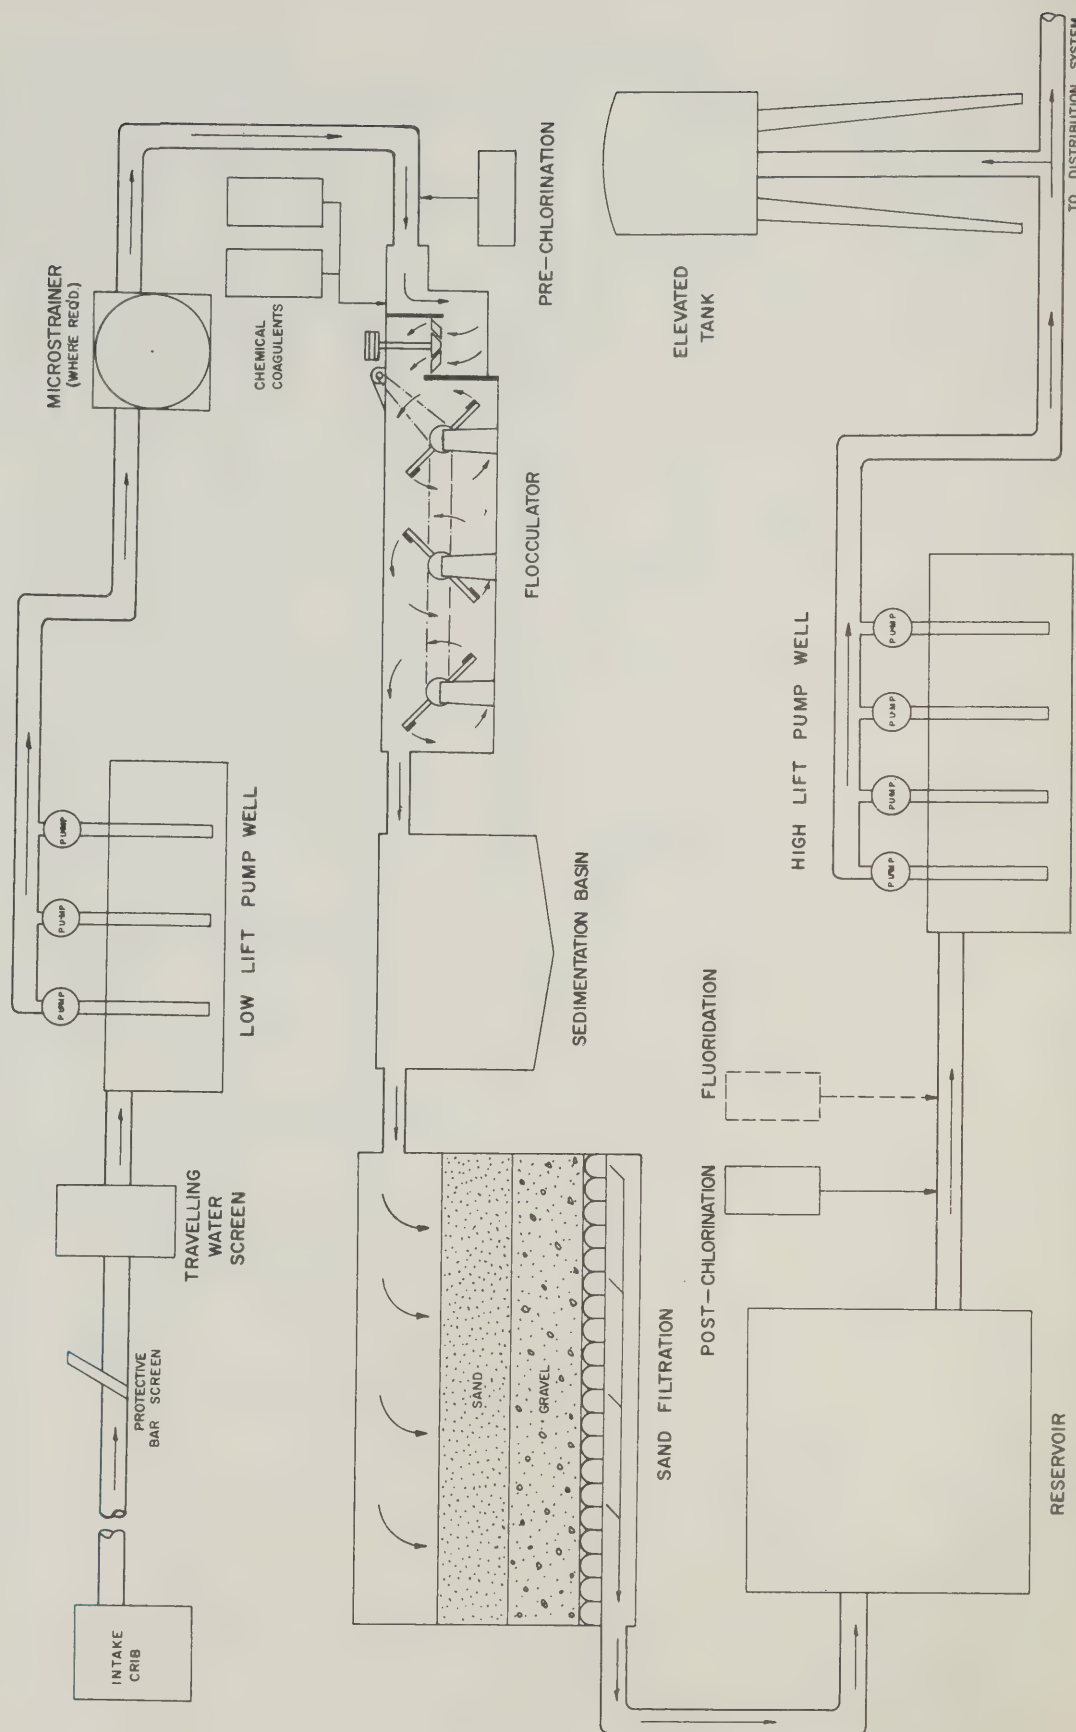 INTAKE
CRIB
PROTECTIVE
BAR SCREEN
TRAVELLING
WATER
SCREEN
PUMP
PUMP
PUMP
LOW LIFT PUMP WELL
MICROSTRAINER
(WHERE REQ'D.)
CHEMICAL
COAGULENTS
PRE-CHLORINATION
FLOCCULATOR
SEDIMENTATION BASIN
SAND
GRAVEL
SAND FILTRATION
RESERVOIR
POST-CHLORINATION
FLUORIDATION
HIGH LIFT PUMP WELL
PUMP
PUMP
PUMP
PUMP
ELEVATED
TANK
TO DISTRIBUTION SYSTEM